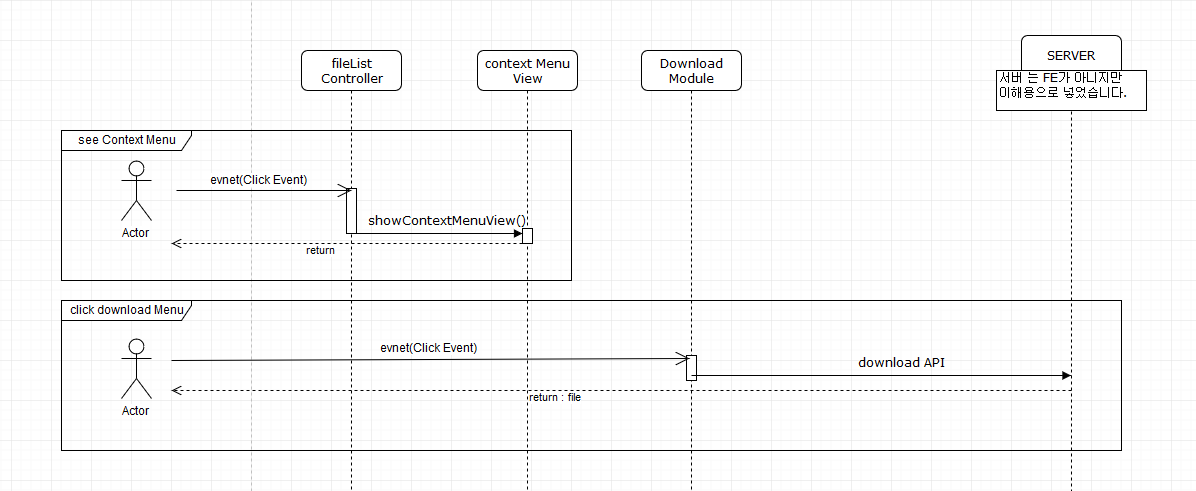 fileList
Controller
context Menu
View
Download
Module
SERVER
서버 는 FE가 아니지만
이해용으로 넣었습니다.
see Context Menu
evnet(Click Event)
Actor
showContextMenuView()
return
click download Menu
evnet(Click Event)
download API
Actor
return : file